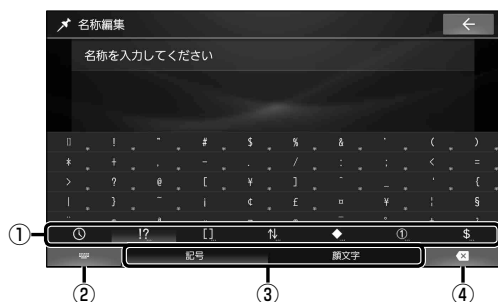 名称編集
名称を入力してください
! " # $ % & ' ( )
* + , - . / : ; < =
> ? @ [ ¥ ] ^ _ ` {
| } ~ ¡ ¢ £ ¤ ¥ ¦ §
① !? [ ] ⇅ ◆ ① $
記号 顔文字
② ③ ④